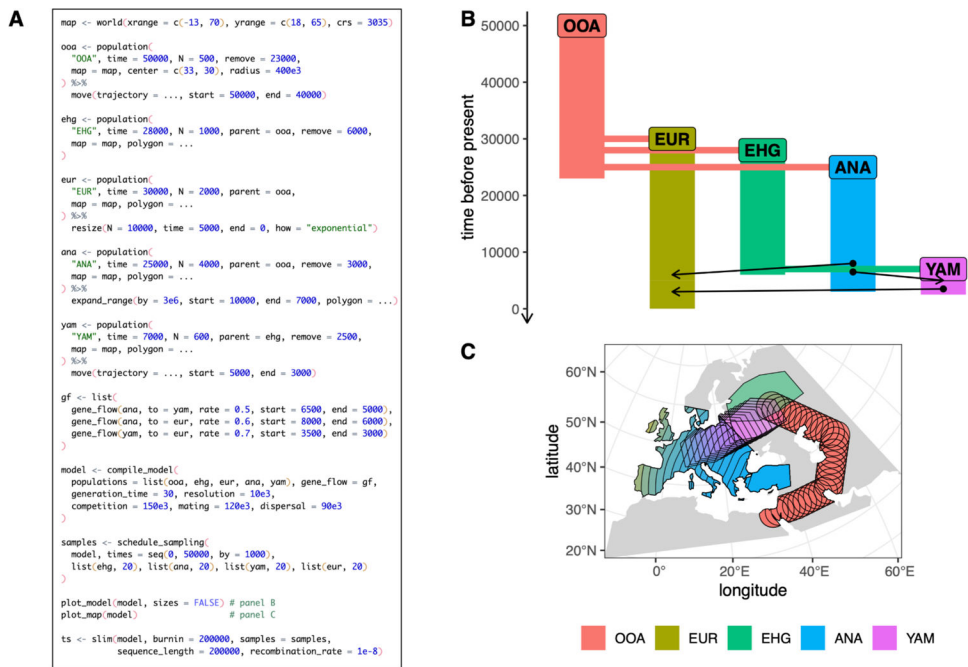 A
map <- world(xrange = c(-13, 70), yrange = c(18, 65), crs = 3035)
ooa <- population(
"OOA", time = 50000, N = 500, remove = 23000,
map = map, center = c(33, 30), radius = 400e3
) %>%
move(trajectory = ..., start = 50000, end = 40000)
ehg <- population(
"EHG", time = 28000, N = 1000, parent = ooa, remove = 6000,
map = map, polygon = ...
)
eur <- population(
"EUR", time = 30000, N = 2000, parent = ooa,
map = map, polygon = ...
) %>%
resize(N = 10000, time = 5000, end = 0, how = "exponential")
ana <- population(
"ANA", time = 25000, N = 4000, parent = ooa, remove = 3000,
map = map, polygon = ...
) %>%
expand_range(by = 3e6, start = 10000, end = 7000, polygon = ...)
yam <- population(
"YAM", time = 7000, N = 600, parent = ehg, remove = 2500,
map = map, polygon = ...
) %>%
move(trajectory = ..., start = 5000, end = 3000)
gf <- list(
gene_flow(ana, to = yam, rate = 0.5, start = 6500, end = 5000),
gene_flow(ana, to = eur, rate = 0.6, start = 8000, end = 6000),
gene_flow(yam, to = eur, rate = 0.7, start = 3500, end = 3000)
)
model <- compile_model(
populations = list(ooa, ehg, eur, ana, yam), gene_flow = gf,
generation_time = 30, resolution = 10e3,
competition = 150e3, mating = 120e3, dispersal = 90e3
)
samples <- schedule_sampling(
model, times = seq(0, 50000, by = 1000),
list(ehg, 20), list(ana, 20), list(yam, 20), list(eur, 20)
)
plot_model(model, sizes = FALSE) # panel B
plot_map(model) # panel C
ts <- slim(model, burnin = 200000, samples = samples,
sequence_length = 200000, recombination_rate = 1e-8)
B
time before present
50000
40000
30000
20000
10000
0
OOA
EUR
EHG
ANA
YAM
C
latitude
60°N
50°N
40°N
30°N
20°N
0°
20°E
40°E
60°E
longitude
OOA
EUR
EHG
ANA
YAM